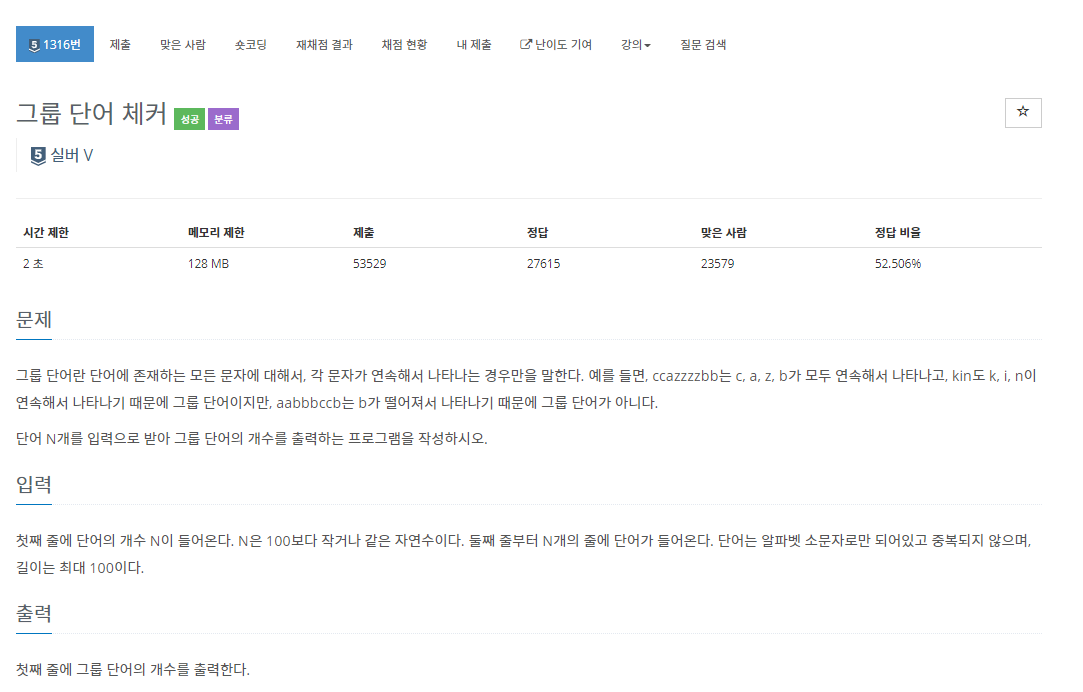 5 1316번 제출 맞은 사람 숏코딩 재채점 결과 채점 현황 내 제출 난이도 기여 강의 질문 검색
그룹 단어 체커 성공 분류
5 실버 V
시간 제한 메모리 제한 제출 정답 맞은 사람 정답 비율
2 초 128 MB 53529 27615 23579 52.506%
문제
그룹 단어란 단어에 존재하는 모든 문자에 대해서, 각 문자가 연속해서 나타나는 경우만을 말한다. 예를 들면, ccazzzzbb는 c, a, z, b가 모두 연속해서 나타나고, kin도 k, i, n이
연속해서 나타나기 때문에 그룹 단어이지만, aabbbccb는 b가 떨어져서 나타나기 때문에 그룹 단어가 아니다.
단어 N개를 입력으로 받아 그룹 단어의 개수를 출력하는 프로그램을 작성하시오.
입력
첫째 줄에 단어의 개수 N이 들어온다. N은 100보다 작거나 같은 자연수이다. 둘째 줄부터 N개의 줄에 단어가 들어온다. 단어는 알파벳 소문자로만 되어있고 중복되지 않으며,
길이는 최대 100이다.
출력
첫째 줄에 그룹 단어의 개수를 출력한다.